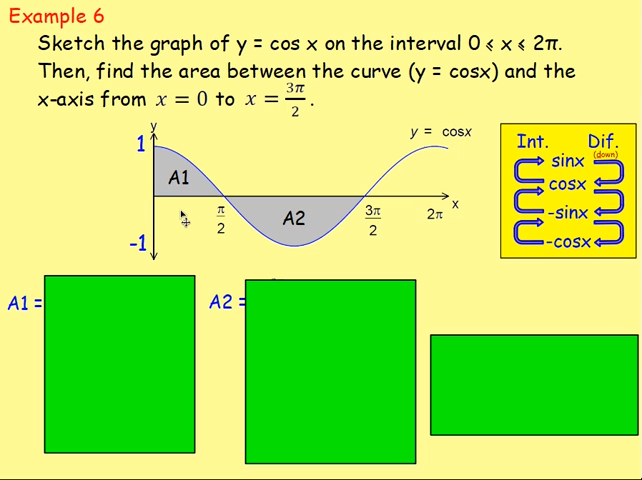 Example 6
Sketch the graph of y = cos x on the interval 0 ⩽ x ⩽ 2π.
Then, find the area between the curve (y = cosx) and the
x-axis from x = 0 to x = 3π/2 .
y
y = cosx
1
A1
A2
x
π/2
3π/2
2π
-1
Int. Dif.
(down)
sinx
cosx
-sinx
-cosx
A1 =
A2 =